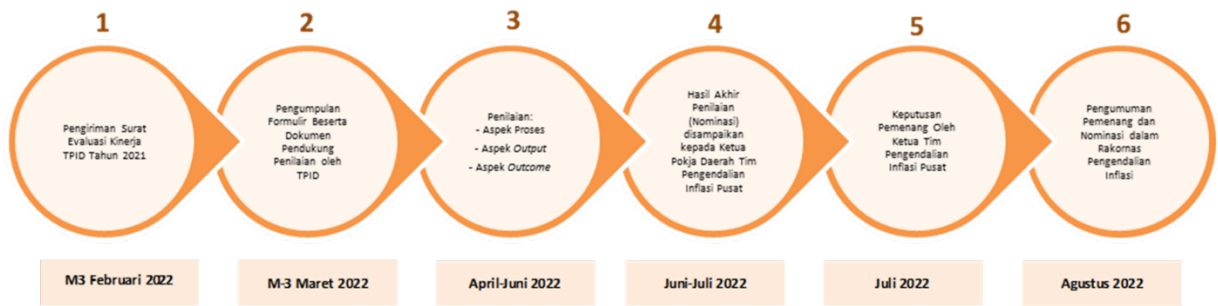 1
Pengiriman Surat
Evaluasi Kinerja
TPID Tahun 2021
M3 Februari 2022
2
Pengumpulan
Formulir Beserta
Dokumen
Pendukung
Penilaian oleh
TPID
M-3 Maret 2022
3
Penilaian:
- Aspek Proses
- Aspek Output
- Aspek Outcome
April-Juni 2022
4
Hasil Akhir
Penilaian
(Nominasi)
disampaikan
kepada Ketua
Pokja Daerah Tim
Pengendalian
Inflasi Pusat
Juni-Juli 2022
5
Keputusan
Pemenang Oleh
Ketua Tim
Pengendalian
Inflasi Pusat
Juli 2022
6
Pengumuman
Pemenang dan
Nominasi dalam
Rakornas
Pengendalian
Inflasi
Agustus 2022